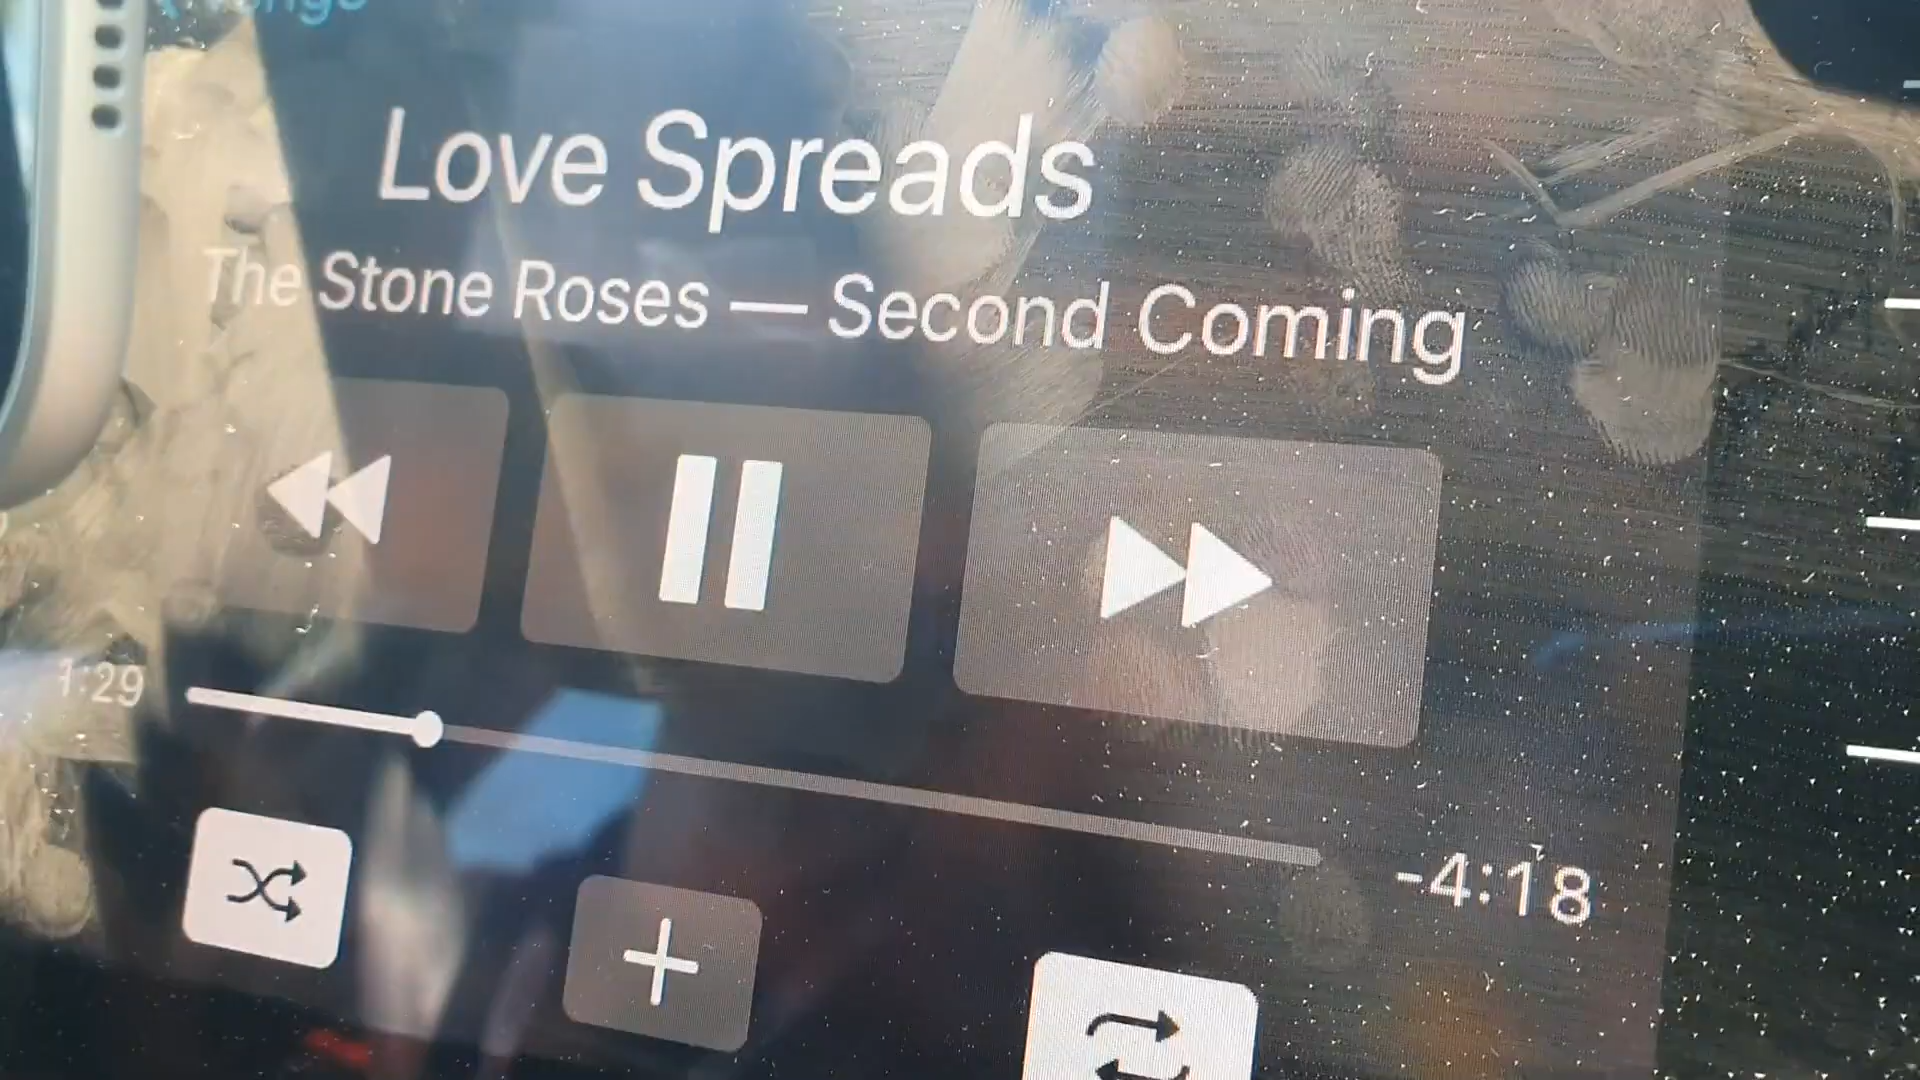 Love Spreads
The Stone Roses — Second Coming
1:29
-4:18